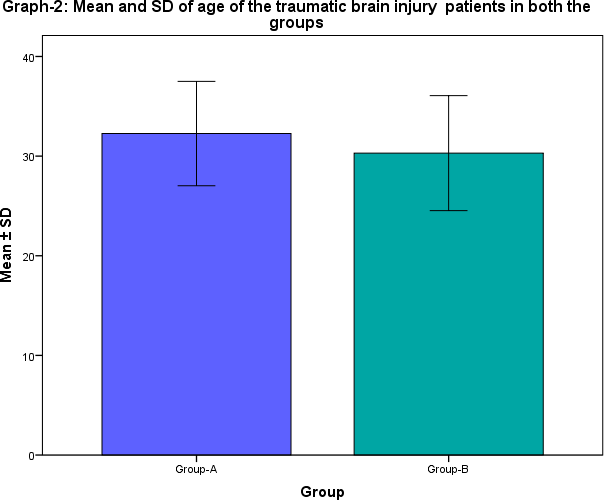 Graph-2: Mean and SD of age of the traumatic brain injury patients in both the
groups
40
30
20
10
0
Mean ± SD
Group-A
Group-B
Group